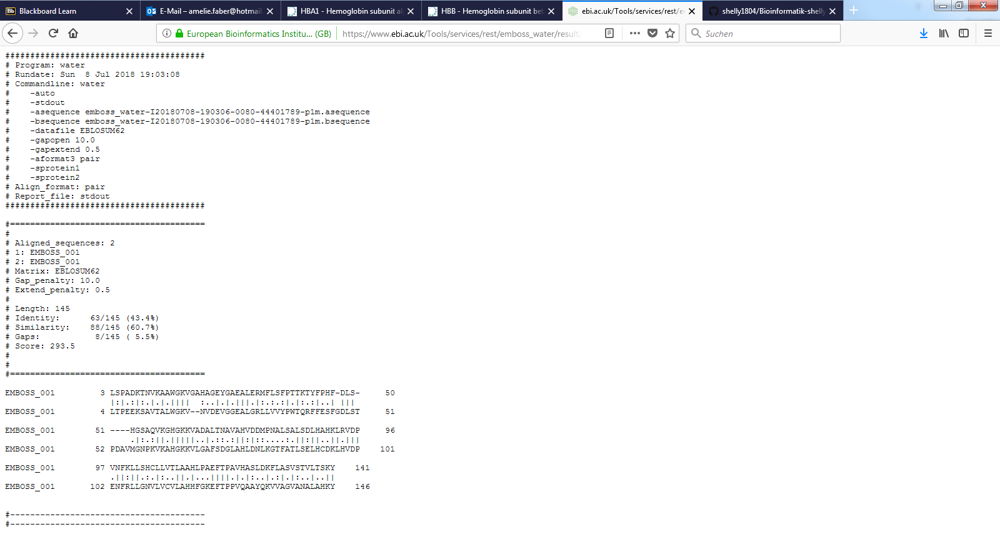 Blackboard Learn
E-Mail – amelie.faber@hotmail
HBA1 - Hemoglobin subunit al
HBB - Hemoglobin subunit bet
ebi.ac.uk/Tools/services/rest/e
shelly1804/Bioinformatik-shelly
European Bioinformatics Institu... (GB)
https://www.ebi.ac.uk/Tools/services/rest/emboss_water/result/
Suchen
########################################
# Program: water
# Rundate: Sun  8 Jul 2018 19:03:08
# Commandline: water
#    -auto
#    -stdout
#    -asequence emboss_water-I20180708-190306-0080-44401789-p1m.asequence
#    -bsequence emboss_water-I20180708-190306-0080-44401789-p1m.bsequence
#    -datafile EBLOSUM62
#    -gapopen 10.0
#    -gapextend 0.5
#    -aformat3 pair
#    -sprotein1
#    -sprotein2
# Align_format: pair
# Report_file: stdout
########################################
#=======================================
#
# Aligned_sequences: 2
# 1: EMBOSS_001
# 2: EMBOSS_001
# Matrix: EBLOSUM62
# Gap_penalty: 10.0
# Extend_penalty: 0.5
#
# Length: 145
# Identity:      63/145 (43.4%)
# Similarity:    88/145 (60.7%)
# Gaps:           8/145 ( 5.5%)
# Score: 293.5
#
#
#=======================================
EMBOSS_001         3 LSPADKTNVKAAWGKVGAHAGEYGAEALERMFLSFPTTKTYFPHF-DLS-     50
                     |:|.:|:.|.|.||||  :..|.|.|||.|:.:.:.|.|:.:|..| |||
EMBOSS_001         4 LTPEEKSAVTALWGKV--NVDEVGGEALGRLLVVYPWTQRFFESFGDLST     51
EMBOSS_001        51 ----HGSAQVKGHGKKVADALTNAVAHVDDMPNALSALSDLHAHKLRVDP     96
                         .|:.:||.|||||..|.::.:||:|::....:.||:||..||.|||
EMBOSS_001        52 PDAVMGNPKVKAHGKKVLGAFSDGLAHLDNLKGTFATLSELHCDKLHVDP    101
EMBOSS_001        97 VNFKLLSHCLLVTLAAHLPAEFTPAVHASLDKFLASVSTVLTSKY    141
                     .||:||.:.|:..||.|...||||.|.|:..|.:|.|:..|..||
EMBOSS_001       102 ENFRLLGNVLVCVLAHHFGKEFTPPVQAAYQKVVAGVANALAHKY    146
#---------------------------------------
#---------------------------------------